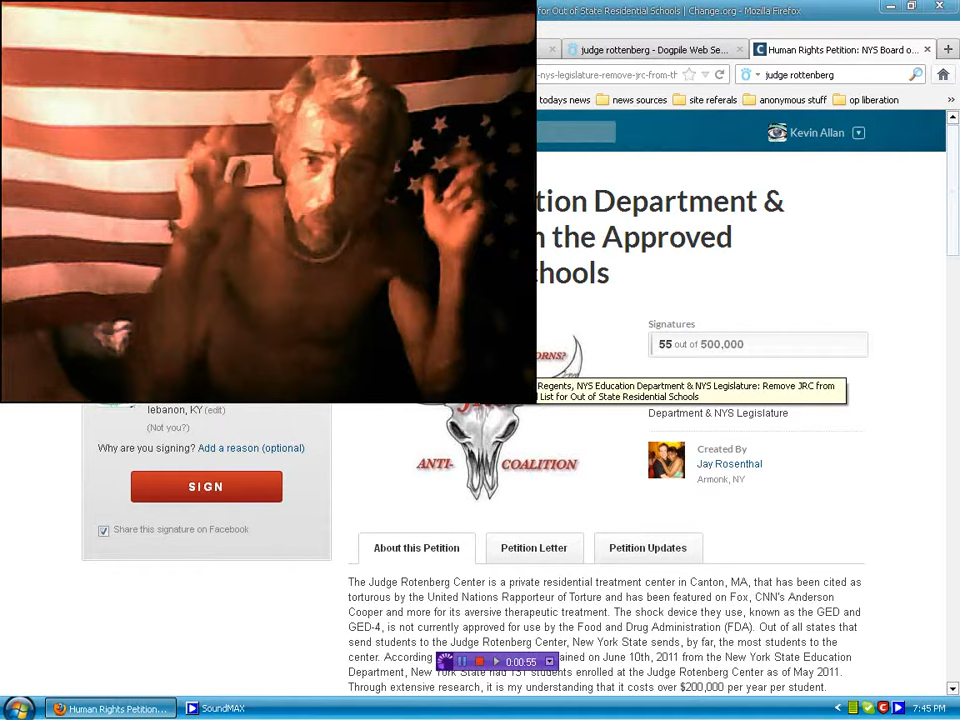 for Out of State Residential Schools | Change.org - Mozilla Firefox
judge rottenberg - Dogpile Web Se...
Human Rights Petition: NYS Board o...
-nys-legislature-remove-jrc-from-th
judge rottenberg
todays news
news sources
site referals
anonymous stuff
op liberation
Kevin Allan
tion Department &
n the Approved
chools
Signatures
55 out of 500,000
ORNS?
Regents, NYS Education Department & NYS Legislature: Remove JRC from
List for Out of State Residential Schools
Department & NYS Legislature
lebanon, KY (edit)
(Not you?)
Why are you signing? Add a reason (optional)
SIGN
Share this signature on Facebook
ANTI-
COALITION
Created By
Jay Rosenthal
Armonk, NY
About this Petition
Petition Letter
Petition Updates
The Judge Rotenberg Center is a private residential treatment center in Canton, MA, that has been cited as
torturous by the United Nations Rapporteur of Torture and has been featured on Fox, CNN's Anderson
Cooper and more for its aversive therapeutic treatment. The shock device they use, known as the GED and
GED-4, is not currently approved for use by the Food and Drug Administration (FDA). Out of all states that
send students to the Judge Rotenberg Center, New York State sends, by far, the most students to the
center. According
ained on June 10th, 2011 from the New York State Education
Department, New York State had 151 students enrolled at the Judge Rotenberg Center as of May 2011.
Through extensive research, it is my understanding that it costs over $200,000 per year per student.
0:00:55
Human Rights Petition...
SoundMAX
7:45 PM